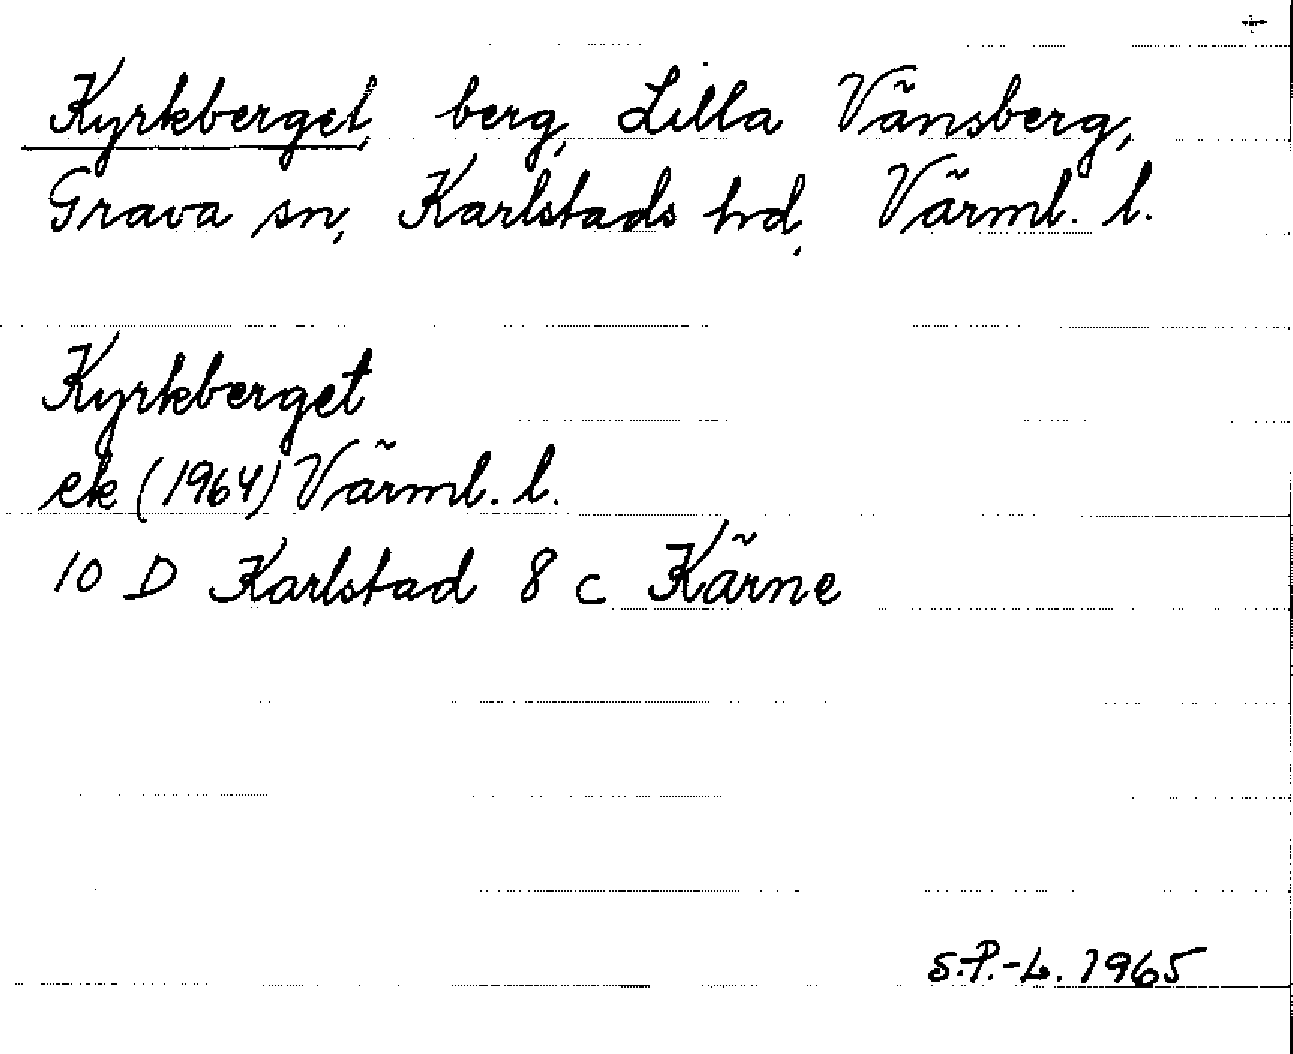 Kyrkberget, berg, Lilla Vänsberg,
Grava sn, Karlstads hd, Värml. l.
Kyrkberget
ek (1964) Värml. l.
10 D Karlstad 8 c Kärne
S.P.-L. 1965